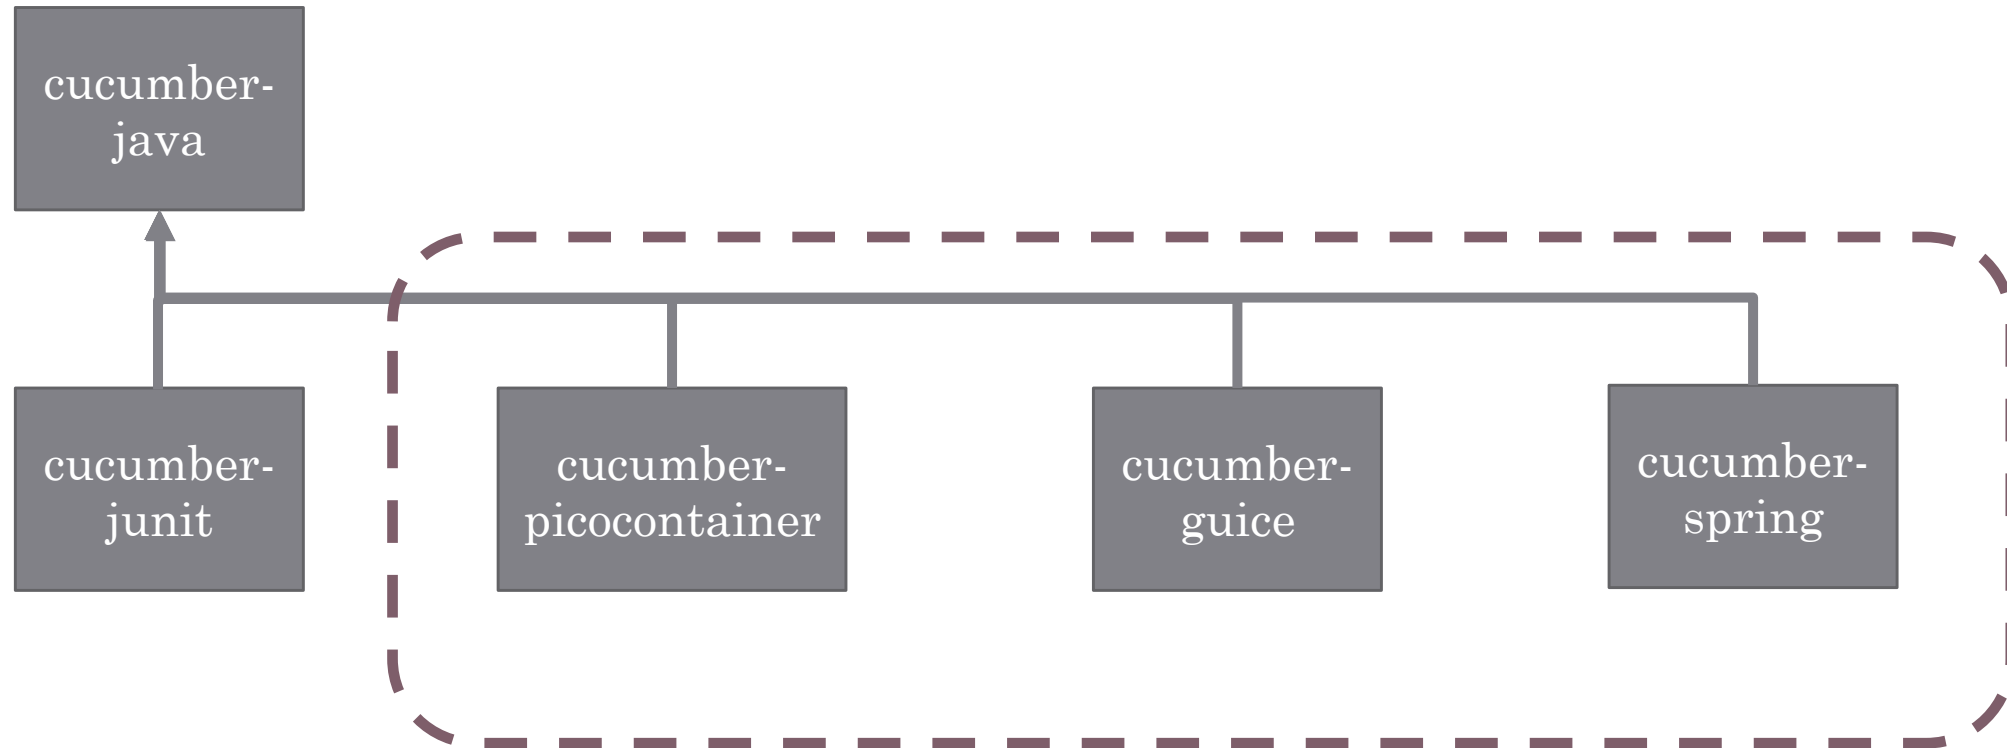 cucumber-
java
cucumber-
junit
cucumber-
picocontainer
cucumber-
guice
cucumber-
spring